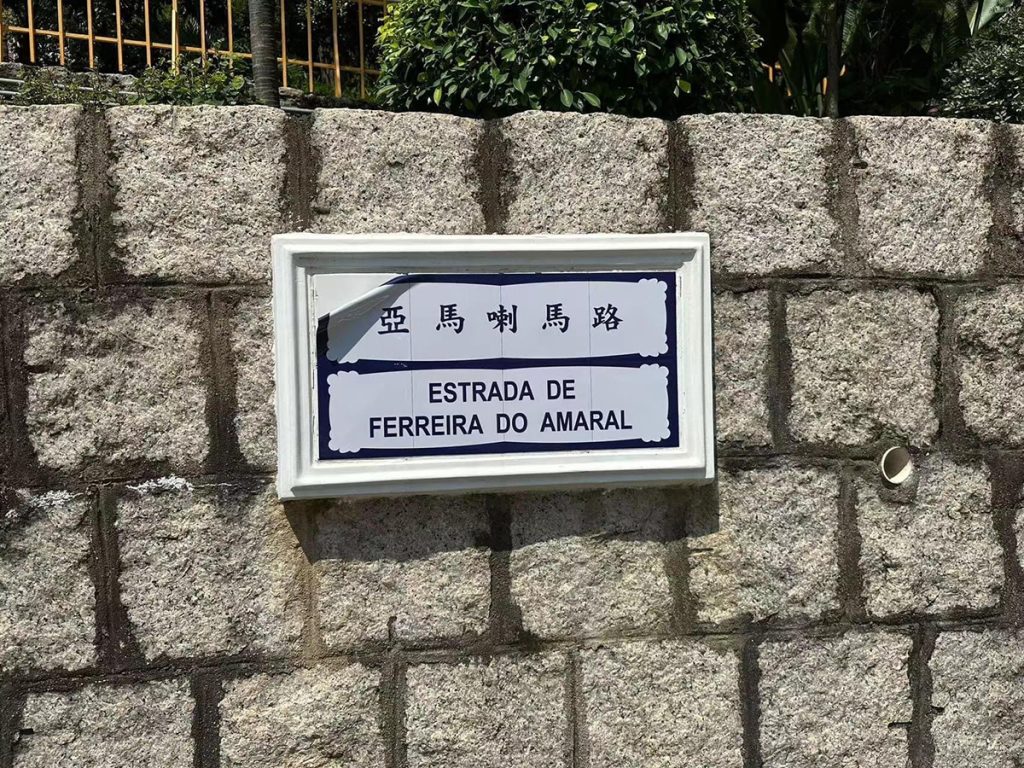 亞馬喇馬路
ESTRADA DE
FERREIRA DO AMARAL